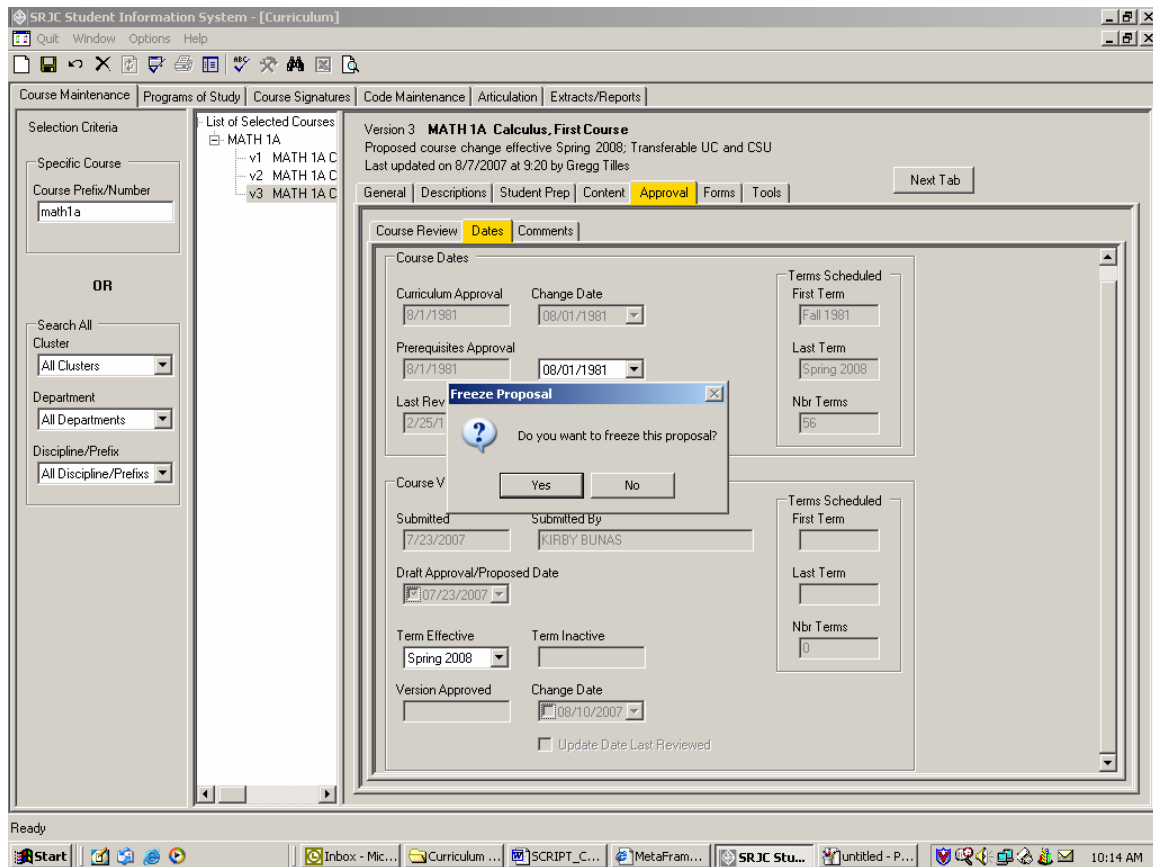 SRJC Student Information System - [Curriculum]
Quit Window Options Help
Course Maintenance Programs of Study Course Signatures Code Maintenance Articulation Extracts/Reports
Selection Criteria
Specific Course
Course Prefix/Number
math1a
OR
Search All
Cluster
All Clusters
Department
All Departments
Discipline/Prefix
All Discipline/Prefixs
List of Selected Courses
MATH 1A
v1 MATH 1A C
v2 MATH 1A C
v3 MATH 1A C
Version 3 MATH 1A Calculus, First Course
Proposed course change effective Spring 2008; Transferable UC and CSU
Last updated on 8/7/2007 at 9:20 by Gregg Tilles
Next Tab
General Descriptions Student Prep Content Approval Forms Tools
Course Review Dates Comments
Course Dates
Curriculum Approval Change Date
8/1/1981 08/01/1981
Prerequisites Approval
8/1/1981 08/01/1981
Last Rev
2/25/1
Terms Scheduled
First Term
Fall 1981
Last Term
Spring 2008
Nbr Terms
56
Freeze Proposal
Do you want to freeze this proposal?
Yes No
Course V
Submitted Submitted By
7/23/2007 KIRBY BUNAS
Draft Approval/Proposed Date
07/23/2007
Term Effective Term Inactive
Spring 2008
Version Approved Change Date
08/10/2007
Update Date Last Reviewed
Terms Scheduled
First Term
Last Term
Nbr Terms
0
Ready
Start Inbox - Mic... Curriculum ... SCRIPT_C... MetaFram... SRJC Stu... untitled - P... 10:14 AM